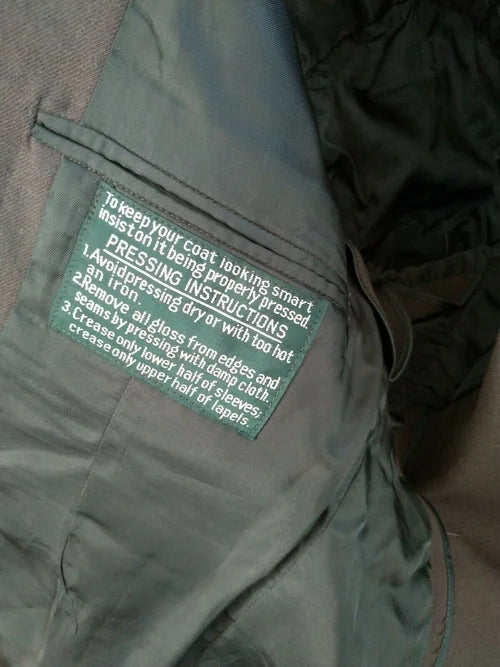 To keep your coat looking smart
insist on it being properly pressed.
PRESSING INSTRUCTIONS
1. Avoid pressing dry or with too hot
an iron.
2. Remove all gloss from edges and
seams by pressing with damp cloth.
3. Crease only lower half of sleeves;
crease only upper half of lapels.